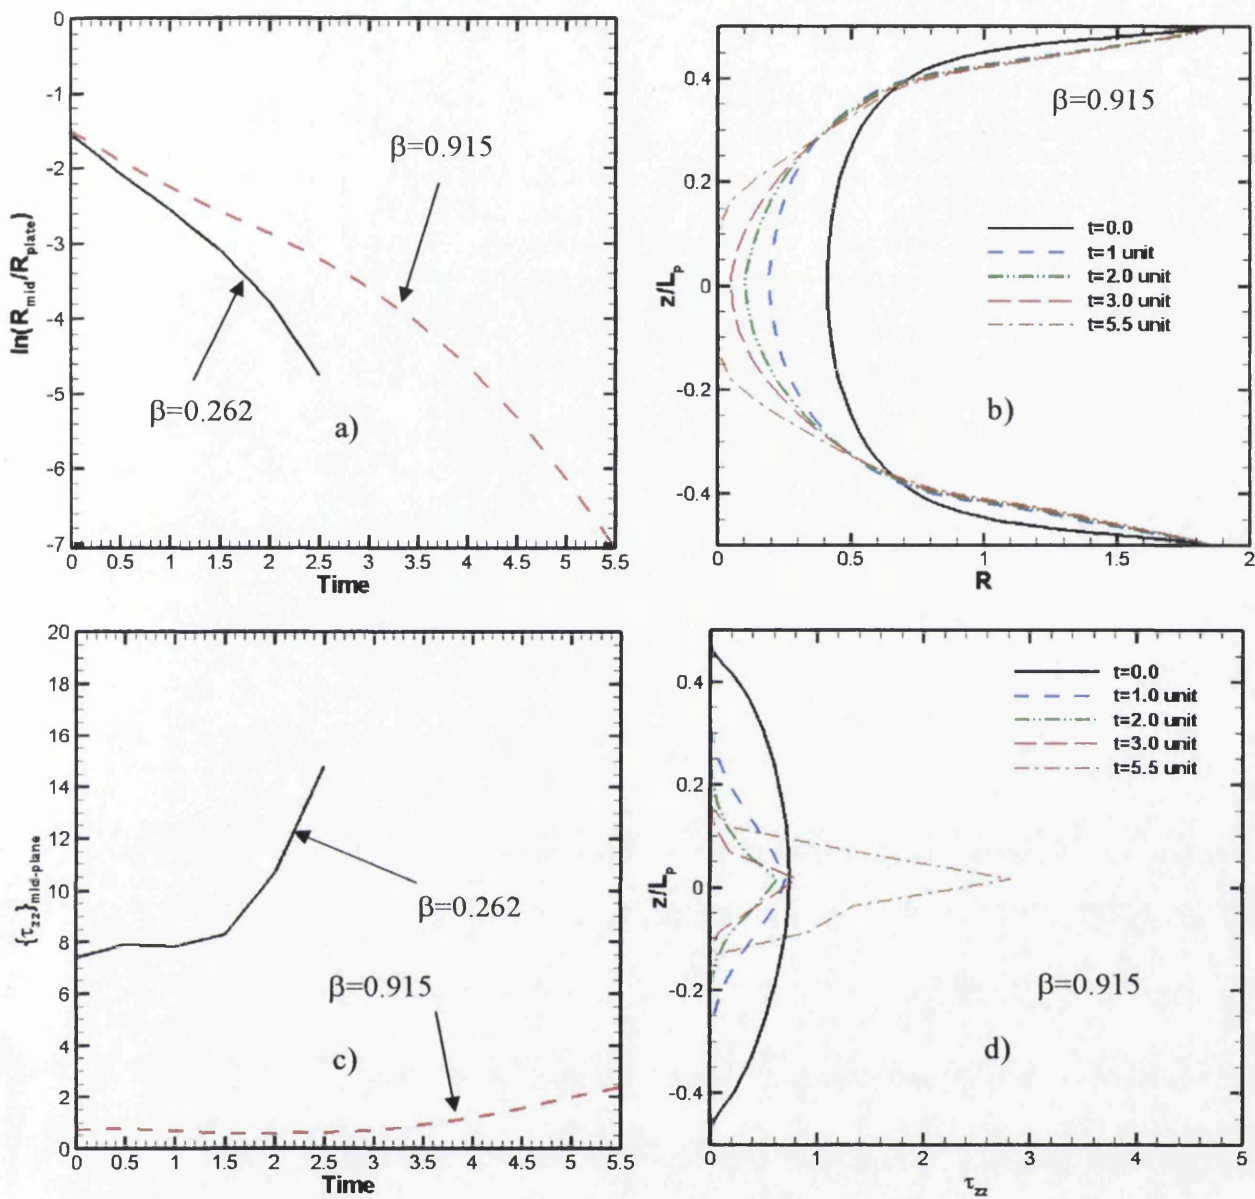 0
-1
-2
-3
-4
-5
-6
-7
ln(R_mid/R_plate)
0 0.5 1 1.5 2 2.5 3 3.5 4 4.5 5 5.5
Time
β=0.915
β=0.262
a)
0.4
0.2
0
-0.2
-0.4
z/L_p
0 0.5 1 1.5 2
R
β=0.915
t=0.0
t=1 unit
t=2.0 unit
t=3.0 unit
t=5.5 unit
b)
20
18
16
14
12
10
8
6
4
2
0
{τ_zz}_mid-plane
0 0.5 1 1.5 2 2.5 3 3.5 4 4.5 5 5.5
Time
β=0.262
β=0.915
c)
0.4
0.2
0
-0.2
-0.4
z/L_p
0 1 2 3 4 5
τ_zz
t=0.0
t=1.0 unit
t=2.0 unit
t=3.0 unit
t=5.5 unit
β=0.915
d)